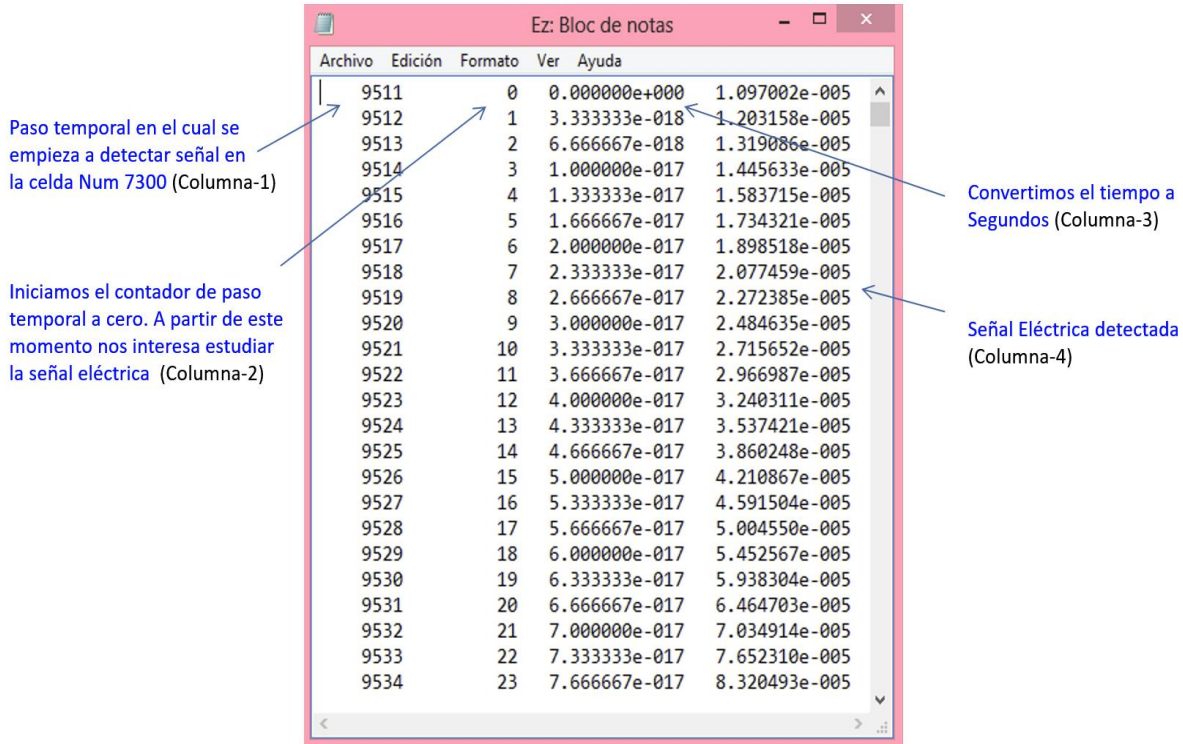 Ez: Bloc de notas
Archivo Edición Formato Ver Ayuda
9511 0 0.000000e+000 1.097002e-005
9512 1 3.333333e-018 1.203158e-005
9513 2 6.666667e-018 1.319086e-005
9514 3 1.000000e-017 1.445633e-005
9515 4 1.333333e-017 1.583715e-005
9516 5 1.666667e-017 1.734321e-005
9517 6 2.000000e-017 1.898518e-005
9518 7 2.333333e-017 2.077459e-005
9519 8 2.666667e-017 2.272385e-005
9520 9 3.000000e-017 2.484635e-005
9521 10 3.333333e-017 2.715652e-005
9522 11 3.666667e-017 2.966987e-005
9523 12 4.000000e-017 3.240311e-005
9524 13 4.333333e-017 3.537421e-005
9525 14 4.666667e-017 3.860248e-005
9526 15 5.000000e-017 4.210867e-005
9527 16 5.333333e-017 4.591504e-005
9528 17 5.666667e-017 5.004550e-005
9529 18 6.000000e-017 5.452567e-005
9530 19 6.333333e-017 5.938304e-005
9531 20 6.666667e-017 6.464703e-005
9532 21 7.000000e-017 7.034914e-005
9533 22 7.333333e-017 7.652310e-005
9534 23 7.666667e-017 8.320493e-005
Paso temporal en el cual se
empieza a detectar señal en
la celda Num 7300 (Columna-1)
Iniciamos el contador de paso
temporal a cero. A partir de este
momento nos interesa estudiar
la señal eléctrica (Columna-2)
Convertimos el tiempo a
Segundos (Columna-3)
Señal Eléctrica detectada
(Columna-4)